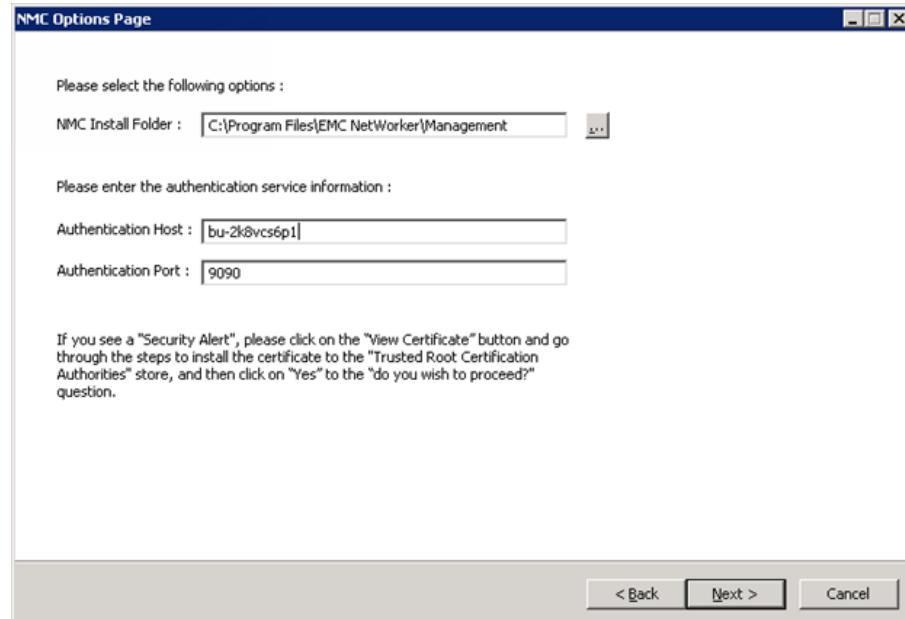 NMC Options Page
Please select the following options :
NMC Install Folder : C:\Program Files\EMC NetWorker\Management ...
Please enter the authentication service information :
Authentication Host : bu-2k8vcs6p1
Authentication Port : 9090
If you see a "Security Alert", please click on the "View Certificate" button and go
through the steps to install the certificate to the "Trusted Root Certification
Authorities" store, and then click on "Yes" to the "do you wish to proceed?"
question.
< Back Next > Cancel